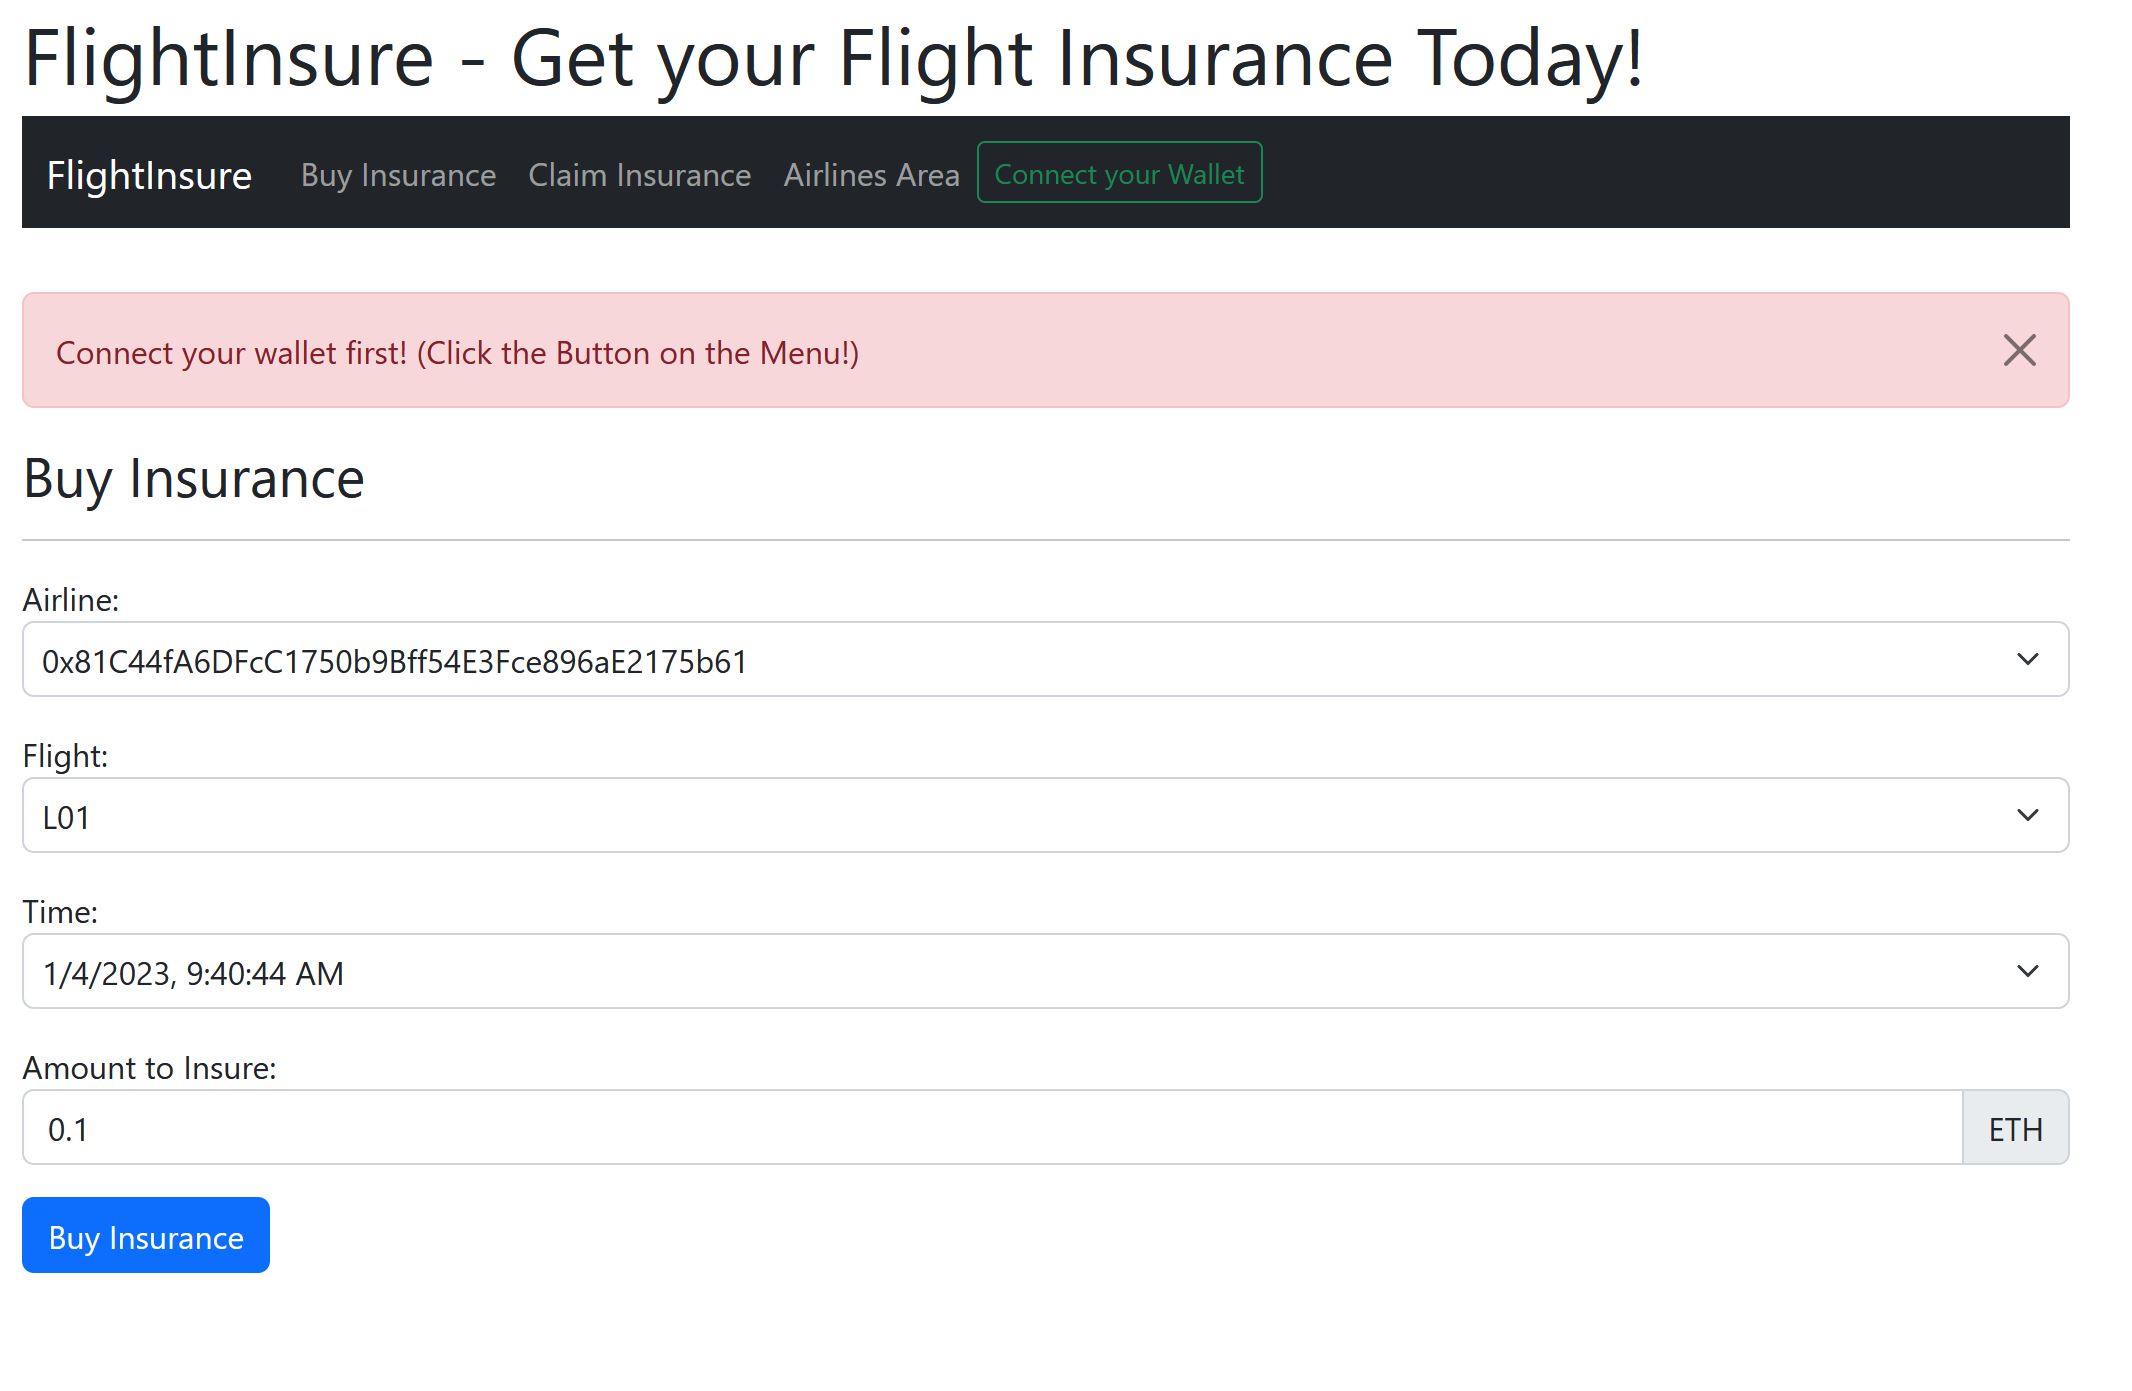 FlightInsure - Get your Flight Insurance Today!
FlightInsure Buy Insurance Claim Insurance Airlines Area Connect your Wallet
Connect your wallet first! (Click the Button on the Menu!)
Buy Insurance
Airline:
0x81C44fA6DFcC1750b9Bff54E3Fce896aE2175b61
Flight:
L01
Time:
1/4/2023, 9:40:44 AM
Amount to Insure:
0.1 ETH
Buy Insurance